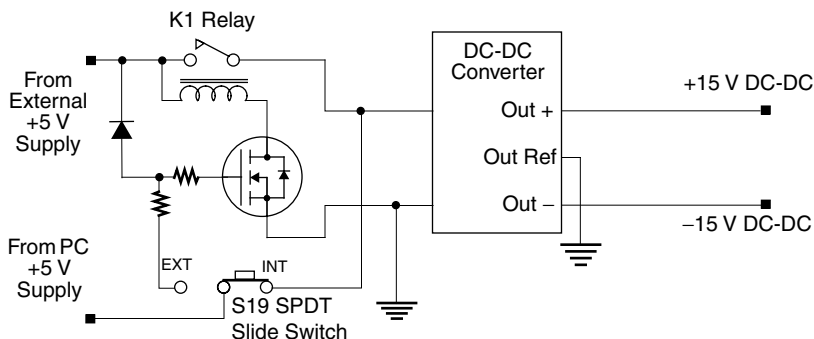 K1 Relay
From
External
+5 V
Supply
DC-DC
Converter
Out +
Out Ref
Out –
+15 V DC-DC
–15 V DC-DC
From PC
+5 V
Supply
EXT
INT
S19 SPDT
Slide Switch